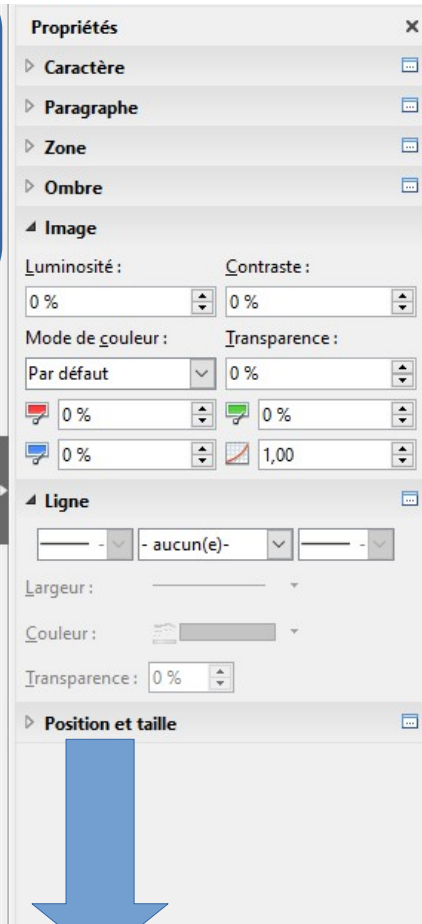 Propriétés
Caractère
Paragraphe
Zone
Ombre
Image
Luminosité : Contraste :
0 % 0 %
Mode de couleur : Transparence :
Par défaut 0 %
0 % 0 %
0 % 1,00
Ligne
- - aucun(e)- -
Largeur :
Couleur :
Transparence : 0 %
Position et taille